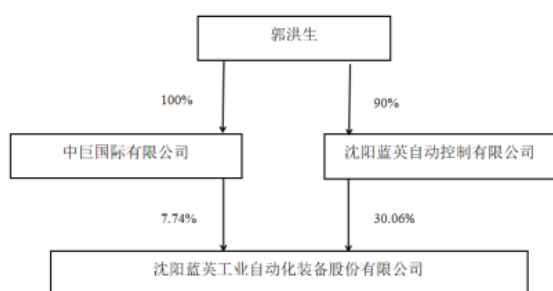 郭洪生
100%
90%
中巨国际有限公司
沈阳蓝英自动控制有限公司
7.74%
30.06%
沈阳蓝英工业自动化装备股份有限公司